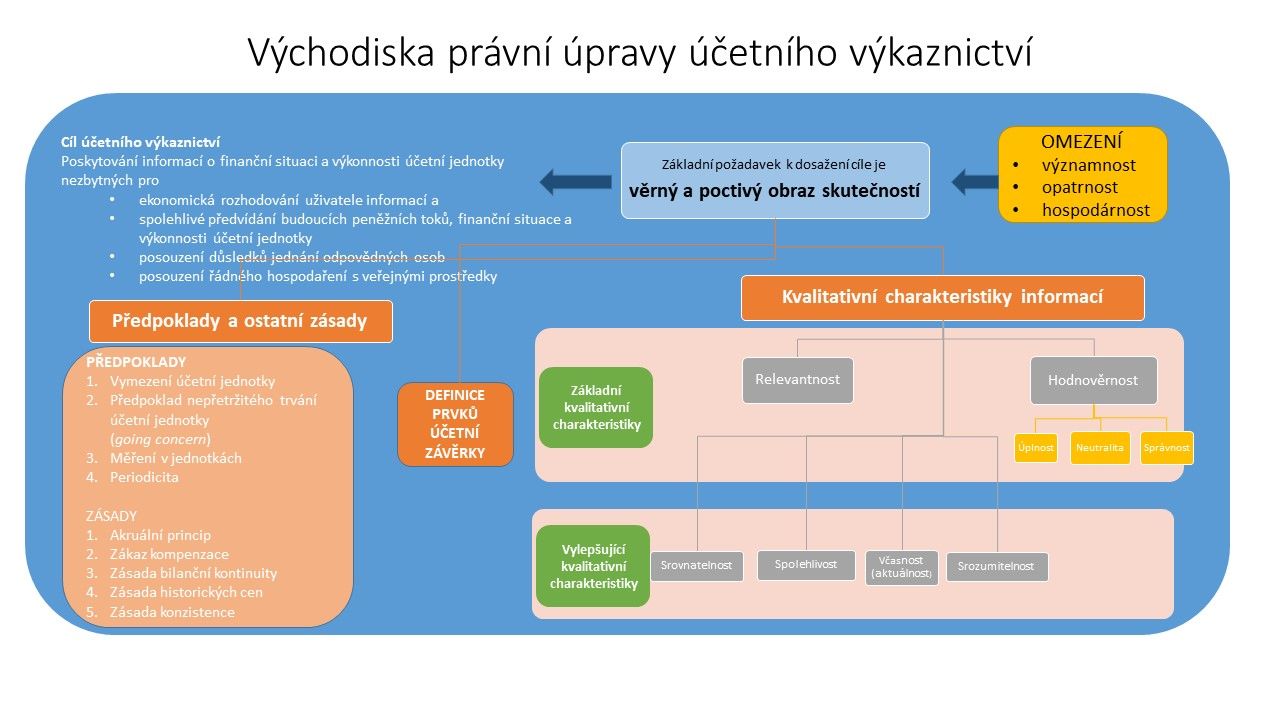 Východiska právní úpravy účetního výkaznictví
Cíl účetního výkaznictví
Poskytování informací o finanční situaci a výkonnosti účetní jednotky
nezbytných pro
• ekonomická rozhodování uživatele informací a
• spolehlivé předvídání budoucích peněžních toků, finanční situace a
výkonnosti účetní jednotky
• posouzení důsledků jednání odpovědných osob
• posouzení řádného hospodaření s veřejnými prostředky
Základní požadavek k dosažení cíle je
věrný a poctivý obraz skutečností
OMEZENÍ
• významnost
• opatrnost
• hospodárnost
Předpoklady a ostatní zásady
PŘEDPOKLADY
1. Vymezení účetní jednotky
2. Předpoklad nepřetržitého trvání
účetní jednotky
(going concern)
3. Měření v jednotkách
4. Periodicita
ZÁSADY
1. Akruální princip
2. Zákaz kompenzace
3. Zásada bilanční kontinuity
4. Zásada historických cen
5. Zásada konzistence
DEFINICE
PRVKŮ
ÚČETNÍ
ZÁVĚRKY
Kvalitativní charakteristiky informací
Základní
kvalitativní
charakteristiky
Relevantnost
Hodnověrnost
Úplnost
Neutralita
Správnost
Vylepšující
kvalitativní
charakteristiky
Srovnatelnost
Spolehlivost
Včasnost
(aktuálnost)
Srozumitelnost